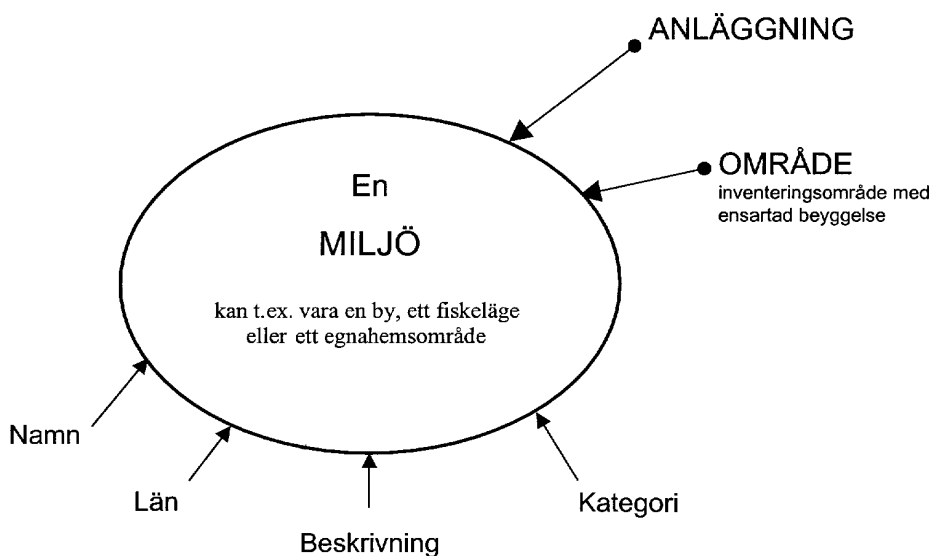 ANLÄGGNING
OMRÅDE
inventeringsområde med
ensartad beyggelse
En
MILJÖ
kan t.ex. vara en by, ett fiskeläge
eller ett egnahemsområde
Namn
Län
Beskrivning
Kategori